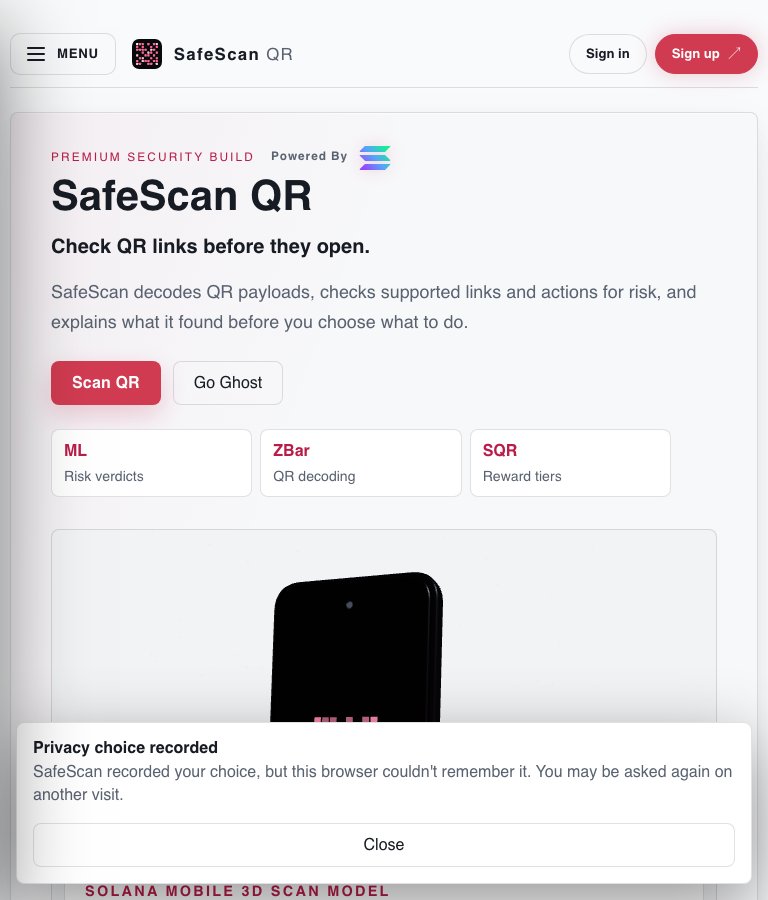 MENU
SafeScan QR
Sign in
Sign up
PREMIUM SECURITY BUILD
Powered By
SafeScan QR
Check QR links before they open.
SafeScan decodes QR payloads, checks supported links and actions for risk, and
explains what it found before you choose what to do.
Scan QR
Go Ghost
ML
Risk verdicts
ZBar
QR decoding
SQR
Reward tiers
Privacy choice recorded
SafeScan recorded your choice, but this browser couldn't remember it. You may be asked again on
another visit.
Close
SOLANA MOBILE 3D SCAN MODEL